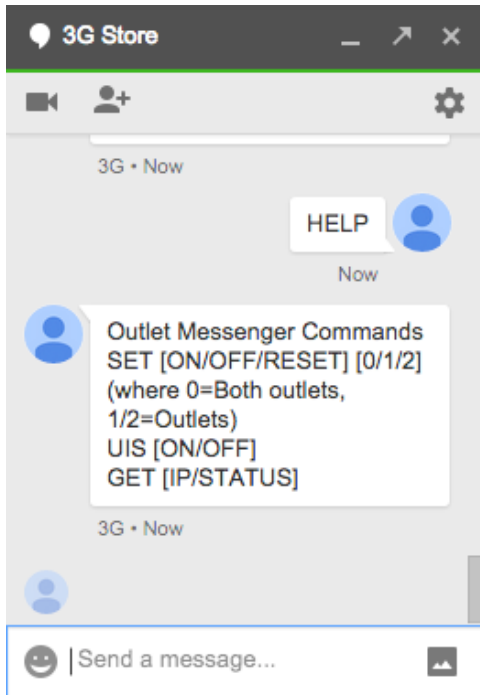 3G Store
3G • Now
HELP
Now
Outlet Messenger Commands
SET [ON/OFF/RESET] [0/1/2]
(where 0=Both outlets,
1/2=Outlets)
UIS [ON/OFF]
GET [IP/STATUS]
3G • Now
Send a message...